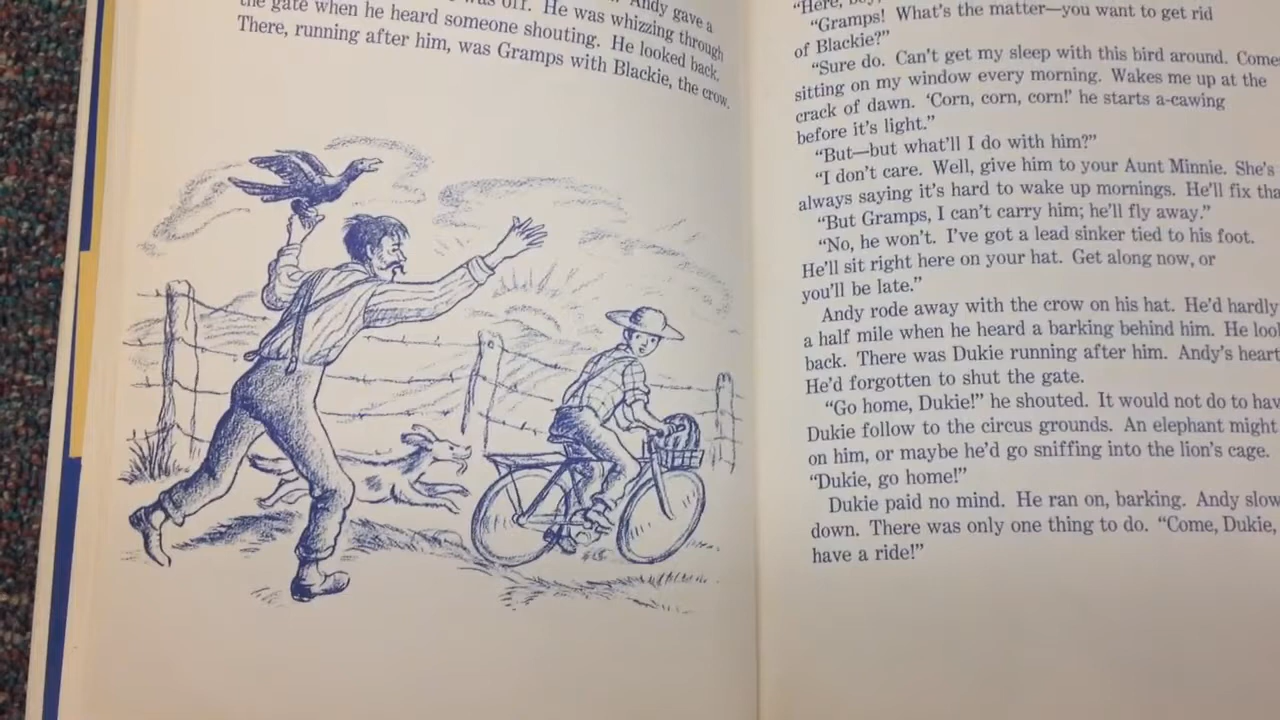 was off. Andy gave a
the gate when he heard someone shouting. He was whizzing through
There, running after him, was Gramps with Blackie, the crow.
He looked back.
"Here,
"Gramps! What's the matter—you want to get rid
of Blackie?"
"Sure do. Can't get my sleep with this bird around. Come
sitting on my window every morning. Wakes me up at the
crack of dawn. 'Corn, corn, corn!' he starts a-cawing
before it's light."
"But—but what'll I do with him?"
"I don't care. Well, give him to your Aunt Minnie. She's
always saying it's hard to wake up mornings. He'll fix tha
"But Gramps, I can't carry him; he'll fly away."
"No, he won't. I've got a lead sinker tied to his foot.
He'll sit right here on your hat. Get along now, or
you'll be late."
Andy rode away with the crow on his hat. He'd hardly
a half mile when he heard a barking behind him. He loo
back. There was Dukie running after him. Andy's heart
He'd forgotten to shut the gate.
"Go home, Dukie!" he shouted. It would not do to hav
Dukie follow to the circus grounds. An elephant might
on him, or maybe he'd go sniffing into the lion's cage.
"Dukie, go home!"
Dukie paid no mind. He ran on, barking. Andy slow
down. There was only one thing to do. "Come, Dukie,
have a ride!"